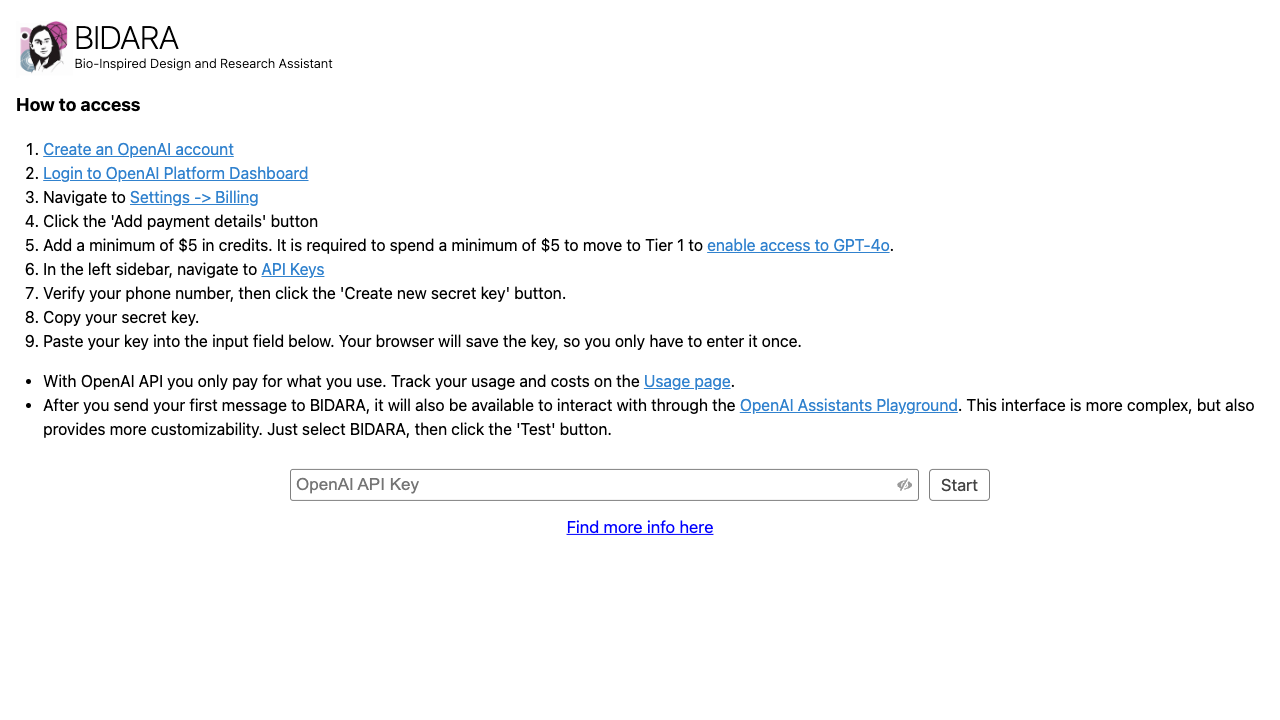 BIDARA
Bio-Inspired Design and Research Assistant
How to access
1. Create an OpenAI account
2. Login to OpenAI Platform Dashboard
3. Navigate to Settings -> Billing
4. Click the 'Add payment details' button
5. Add a minimum of $5 in credits. It is required to spend a minimum of $5 to move to Tier 1 to enable access to GPT-4o.
6. In the left sidebar, navigate to API Keys
7. Verify your phone number, then click the 'Create new secret key' button.
8. Copy your secret key.
9. Paste your key into the input field below. Your browser will save the key, so you only have to enter it once.
• With OpenAI API you only pay for what you use. Track your usage and costs on the Usage page.
• After you send your first message to BIDARA, it will also be available to interact with through the OpenAI Assistants Playground. This interface is more complex, but also
provides more customizability. Just select BIDARA, then click the 'Test' button.
OpenAI API Key
Start
Find more info here